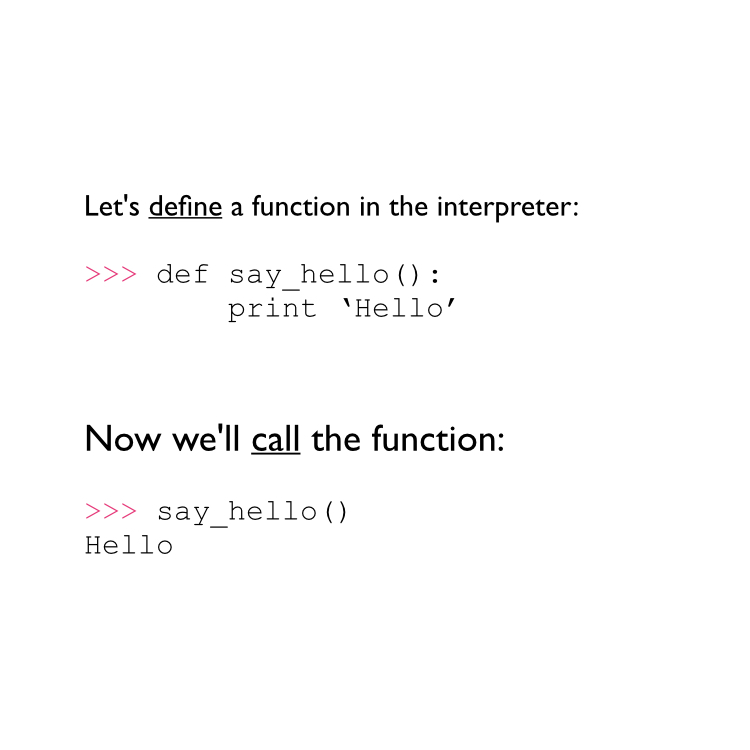 Let's define a function in the interpreter:
>>> def say_hello():
        print ‘Hello’
Now we'll call the function:
>>> say_hello()
Hello